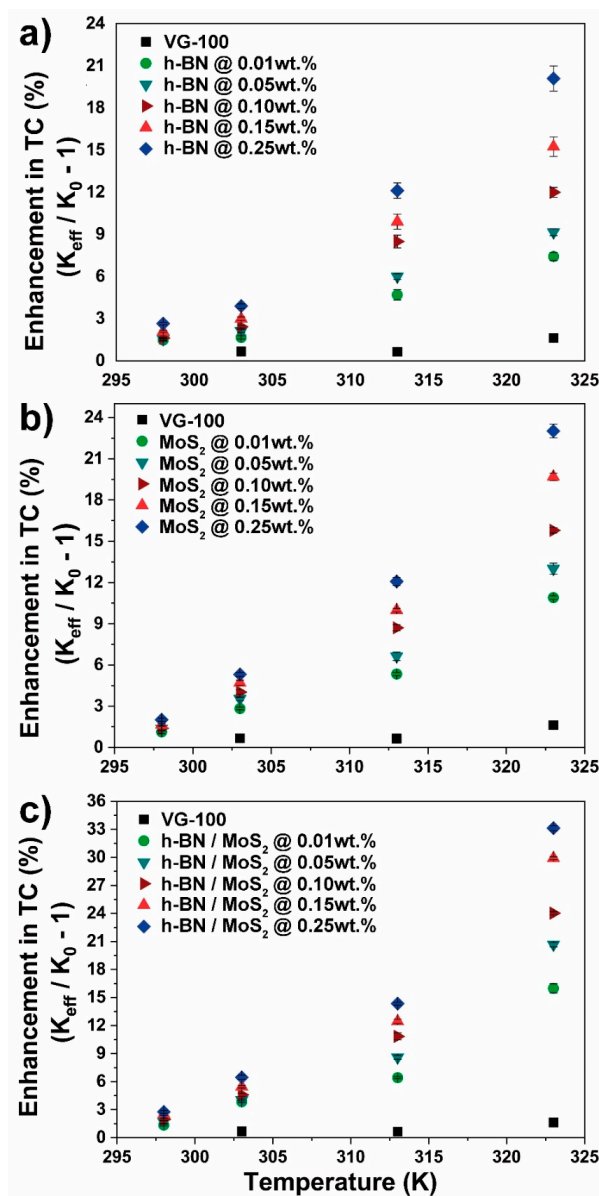 a)
Enhancement in TC (%)
(K_eff / K_0 - 1)
24
21
18
15
12
9
6
3
0
VG-100
h-BN @ 0.01wt.%
h-BN @ 0.05wt.%
h-BN @ 0.10wt.%
h-BN @ 0.15wt.%
h-BN @ 0.25wt.%
295 300 305 310 315 320 325
b)
Enhancement in TC (%)
(K_eff / K_0 - 1)
24
21
18
15
12
9
6
3
0
VG-100
MoS₂ @ 0.01wt.%
MoS₂ @ 0.05wt.%
MoS₂ @ 0.10wt.%
MoS₂ @ 0.15wt.%
MoS₂ @ 0.25wt.%
295 300 305 310 315 320 325
c)
Enhancement in TC (%)
(K_eff / K_0 - 1)
36
33
30
27
24
21
18
15
12
9
6
3
0
VG-100
h-BN / MoS₂ @ 0.01wt.%
h-BN / MoS₂ @ 0.05wt.%
h-BN / MoS₂ @ 0.10wt.%
h-BN / MoS₂ @ 0.15wt.%
h-BN / MoS₂ @ 0.25wt.%
295 300 305 310 315 320 325
Temperature (K)